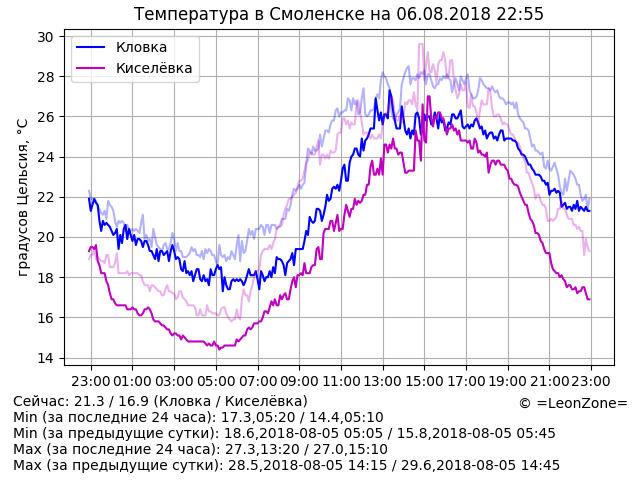 Температура в Смоленске на 06.08.2018 22:55
Кловка
Киселёвка
градусов Цельсия, °C
30
28
26
24
22
20
18
16
14
23:00 01:00 03:00 05:00 07:00 09:00 11:00 13:00 15:00 17:00 19:00 21:00 23:00
Сейчас: 21.3 / 16.9 (Кловка / Киселёвка)
© =LeonZone=
Min (за последние 24 часа): 17.3,05:20 / 14.4,05:10
Min (за предыдущие сутки): 18.6,2018-08-05 05:05 / 15.8,2018-08-05 05:45
Max (за последние 24 часа): 27.3,13:20 / 27.0,15:10
Max (за предыдущие сутки): 28.5,2018-08-05 14:15 / 29.6,2018-08-05 14:45